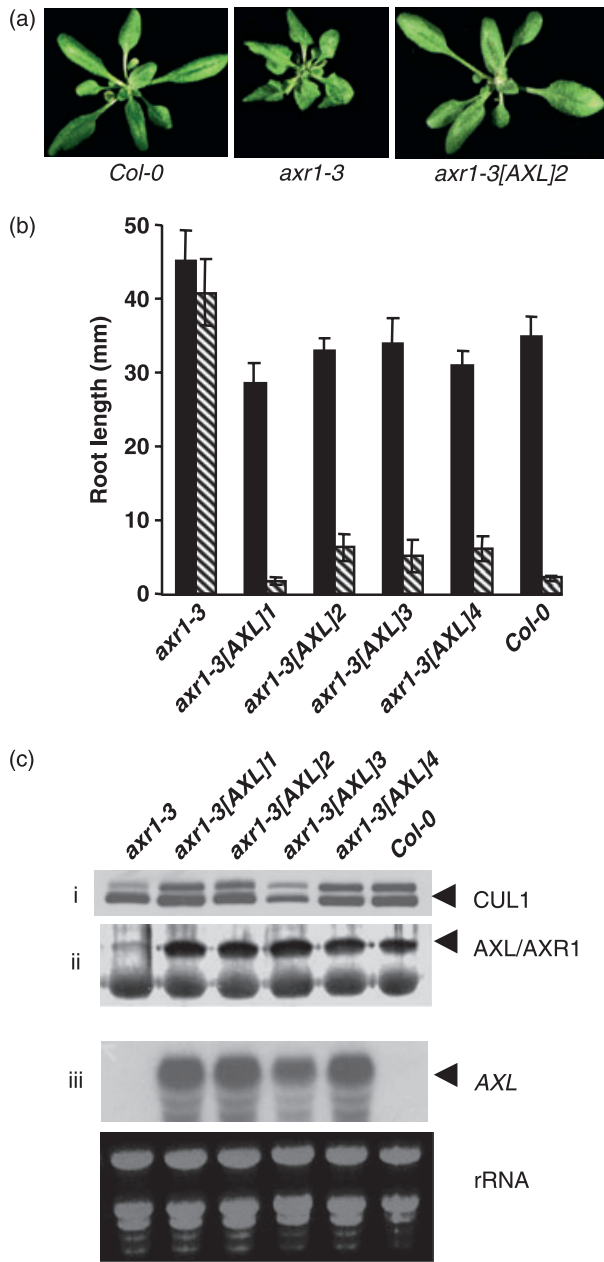 (a)
Col-0 axr1-3 axr1-3[AXL]2
(b)
Root length (mm)
50
40
30
20
10
0
axr1-3 axr1-3[AXL]1 axr1-3[AXL]2 axr1-3[AXL]3 axr1-3[AXL]4 Col-0
(c)
axr1-3 axr1-3[AXL]1 axr1-3[AXL]2 axr1-3[AXL]3 axr1-3[AXL]4 Col-0
i CUL1
ii AXL/AXR1
iii AXL
rRNA